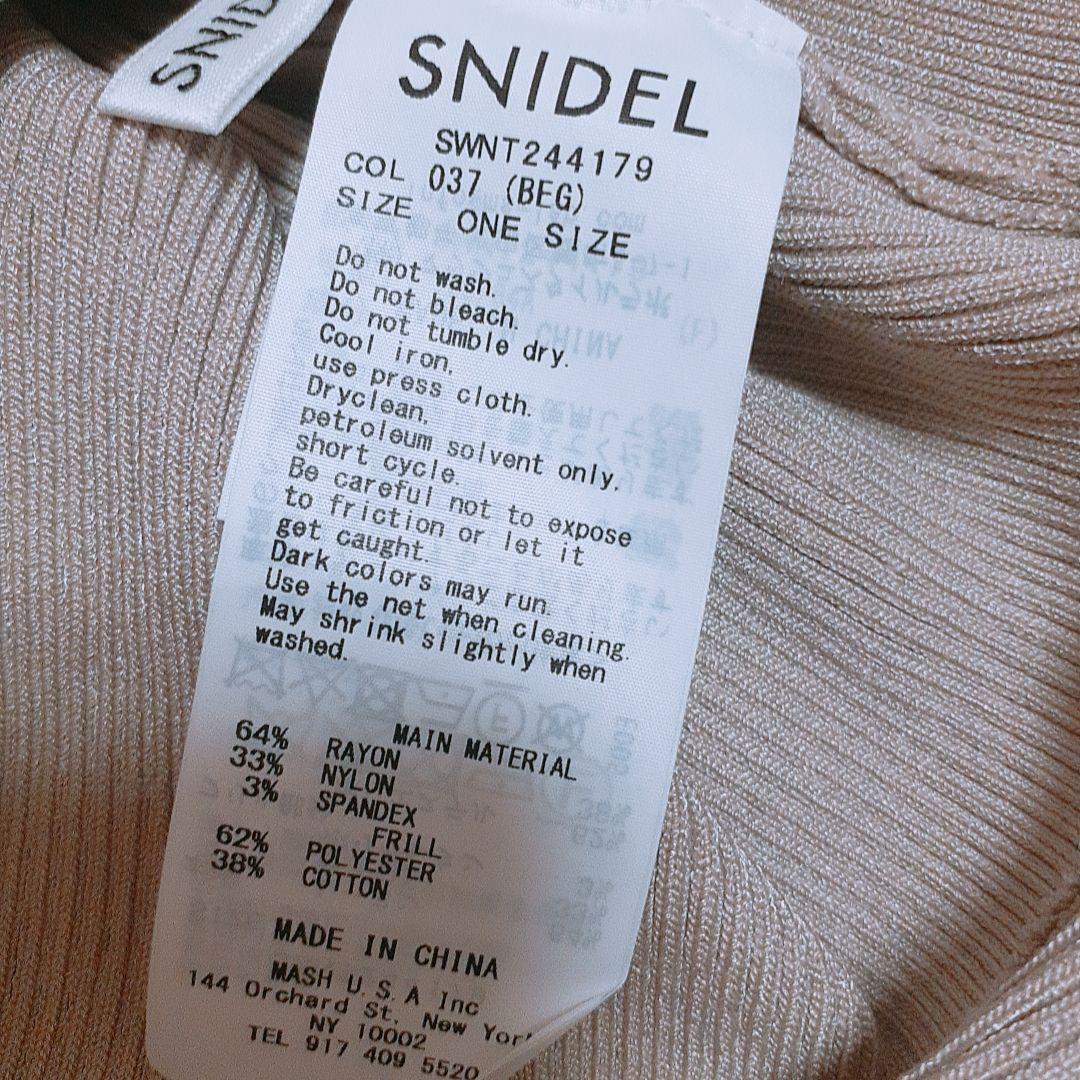 SNID
SNIDEL
SWNT244179
COL 037 (BEG)
SIZE ONE SIZE
Do not wash.
Do not bleach.
Do not tumble dry.
Cool iron.
use press cloth.
Dryclean.
petroleum solvent only.
short cycle.
Be careful not to expose
to friction or let it
get caught.
Dark colors may run.
Use the net when cleaning.
May shrink slightly when
washed.
MAIN MATERIAL
64% RAYON
33% NYLON
3% SPANDEX
FRILL
62% POLYESTER
38% COTTON
MADE IN CHINA
MASH U.S.A Inc
144 Orchard St. New Yor
NY 10002
TEL 917 409 5520